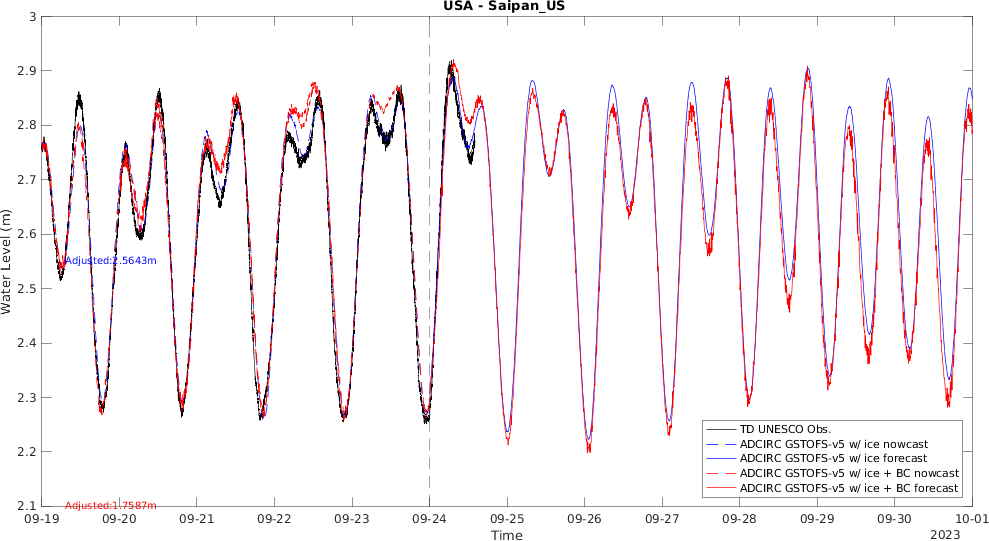 USA - Saipan_US
3
2.9
2.8
2.7
2.6
2.5
2.4
2.3
2.2
2.1
Water Level (m)
Adjusted:2.5643m
Adjusted:1.7587m
TD UNESCO Obs.
ADCIRC GSTOFS-v5 w/ ice nowcast
ADCIRC GSTOFS-v5 w/ ice forecast
ADCIRC GSTOFS-v5 w/ ice + BC nowcast
ADCIRC GSTOFS-v5 w/ ice + BC forecast
09-19 09-20 09-21 09-22 09-23 09-24 09-25 09-26 09-27 09-28 09-29 09-30 10-01
Time
2023